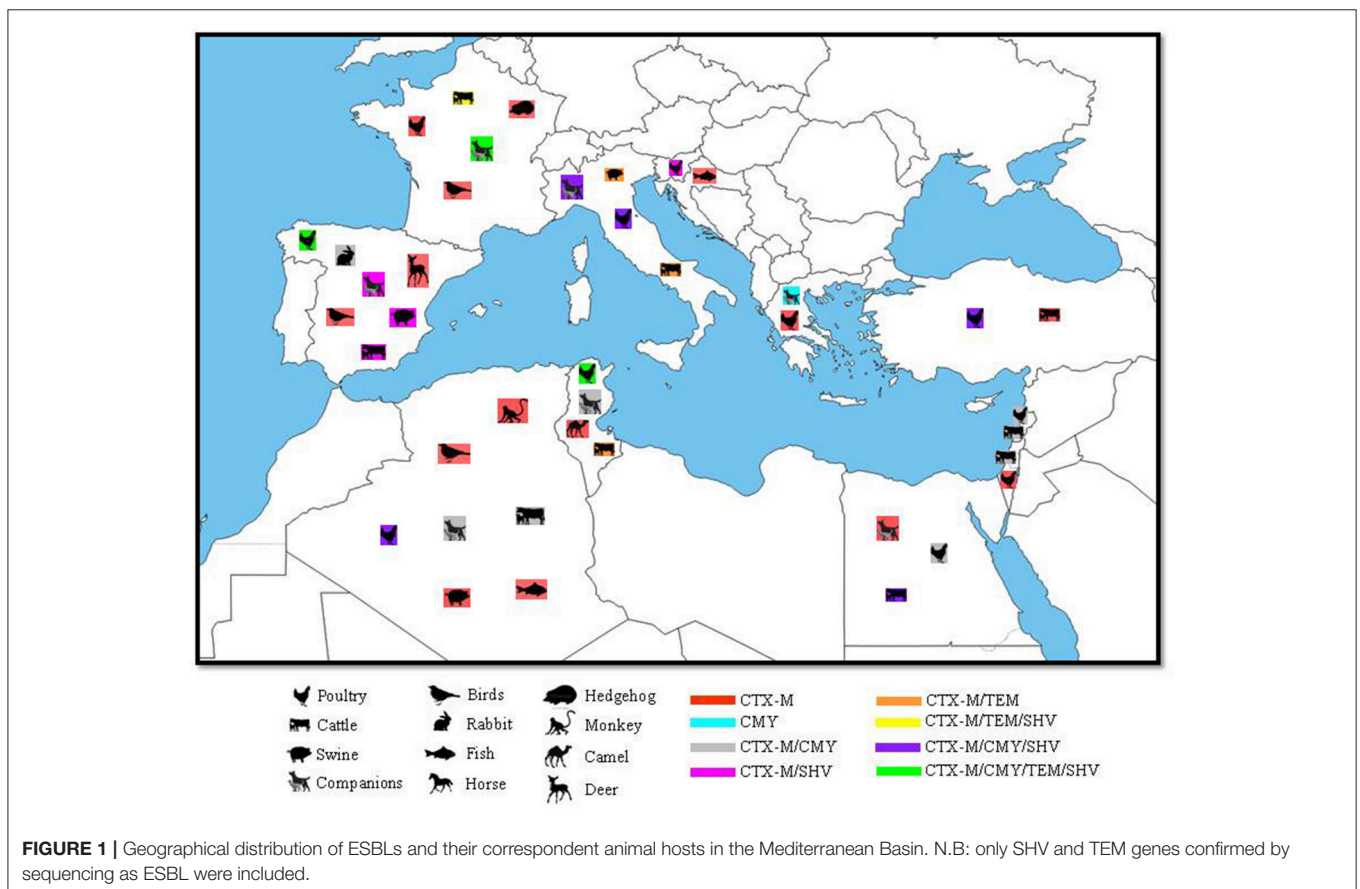 Poultry
Birds
Hedgehog
CTX-M
CTX-M/TEM
Cattle
Rabbit
Monkey
CMY
CTX-M/TEM/SHV
Swine
Fish
Camel
CTX-M/CMY
CTX-M/CMY/SHV
Companions
Horse
Deer
CTX-M/SHV
CTX-M/CMY/TEM/SHV
FIGURE 1 | Geographical distribution of ESBLs and their correspondent animal hosts in the Mediterranean Basin. N.B: only SHV and TEM genes confirmed by
sequencing as ESBL were included.